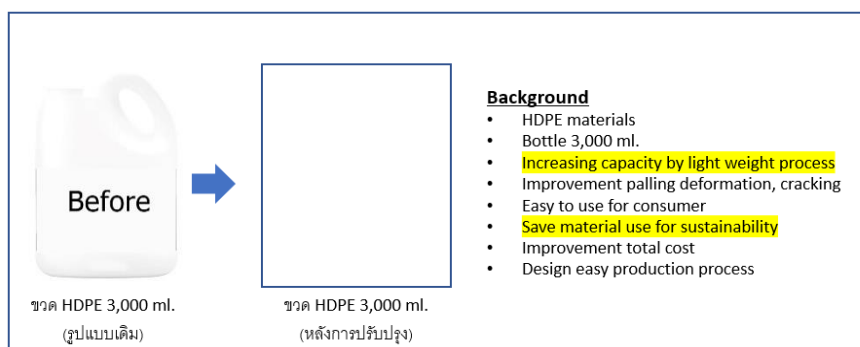 Before
ขวด HDPE 3,000 ml.
(รูปแบบเดิม)
ขวด HDPE 3,000 ml.
(หลังการปรับปรุง)
Background
• HDPE materials
• Bottle 3,000 ml.
• Increasing capacity by light weight process
• Improvement palling deformation, cracking
• Easy to use for consumer
• Save material use for sustainability
• Improvement total cost
• Design easy production process